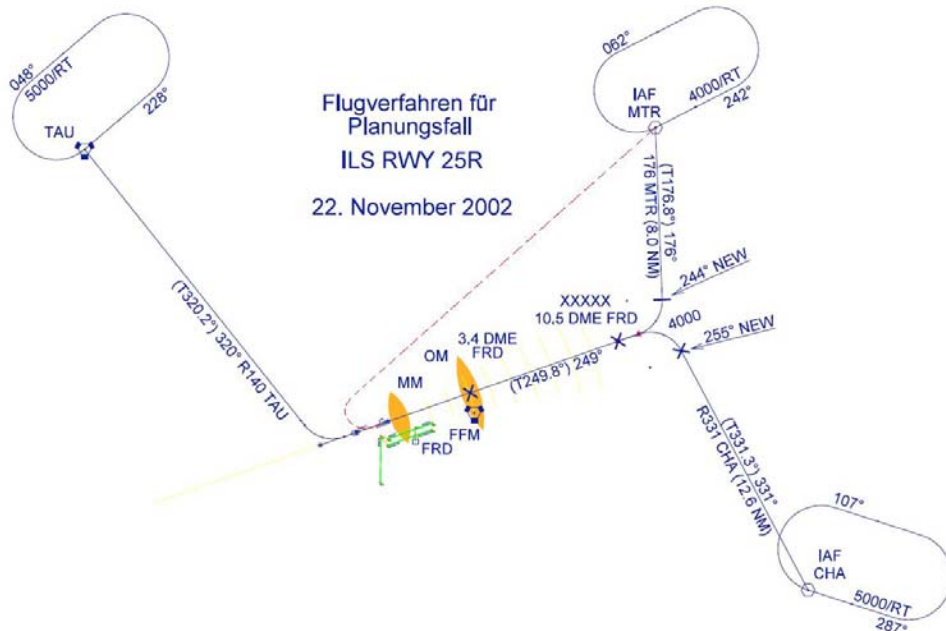 048°
5000/RT
228°
TAU
Flugverfahren für
Planungsfall
ILS RWY 25R
22. November 2002
062°
IAF
MTR
4000/RT
242°
(T176.8°) 176°
176 MTR (8.0 NM)
244° NEW
XXXXX
10.5 DME FRD
4000
255° NEW
3.4 DME
FRD
OM
(T249.8°) 249°
MM
(T320.2°) 320° R140 TAU
FRD
FFM
(T331.3°) 331°
R331 CHA (12.6 NM)
107°
IAF
CHA
5000/RT
287°